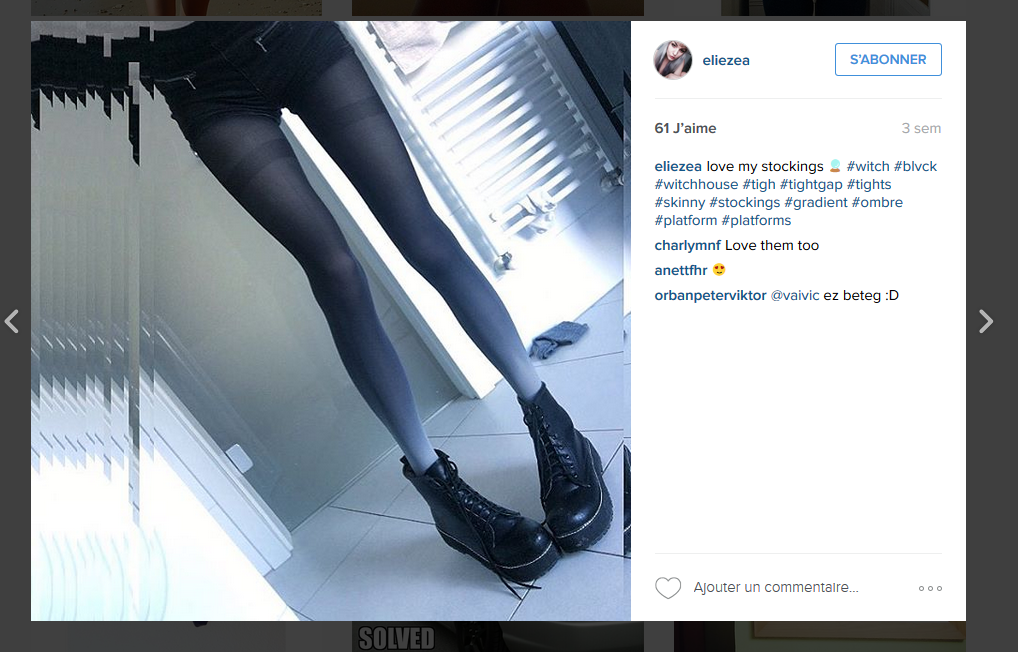 eliezea
S'ABONNER
61 J'aime
3 sem
eliezea love my stockings 🔮 #witch #blvck
#witchhouse #tigh #tightgap #tights
#skinny #stockings #gradient #ombre
#platform #platforms
charlymnf Love them too
anettfhr 😍
orbanpeterviktor @vaivic ez beteg :D
Ajouter un commentaire...
SOLVED